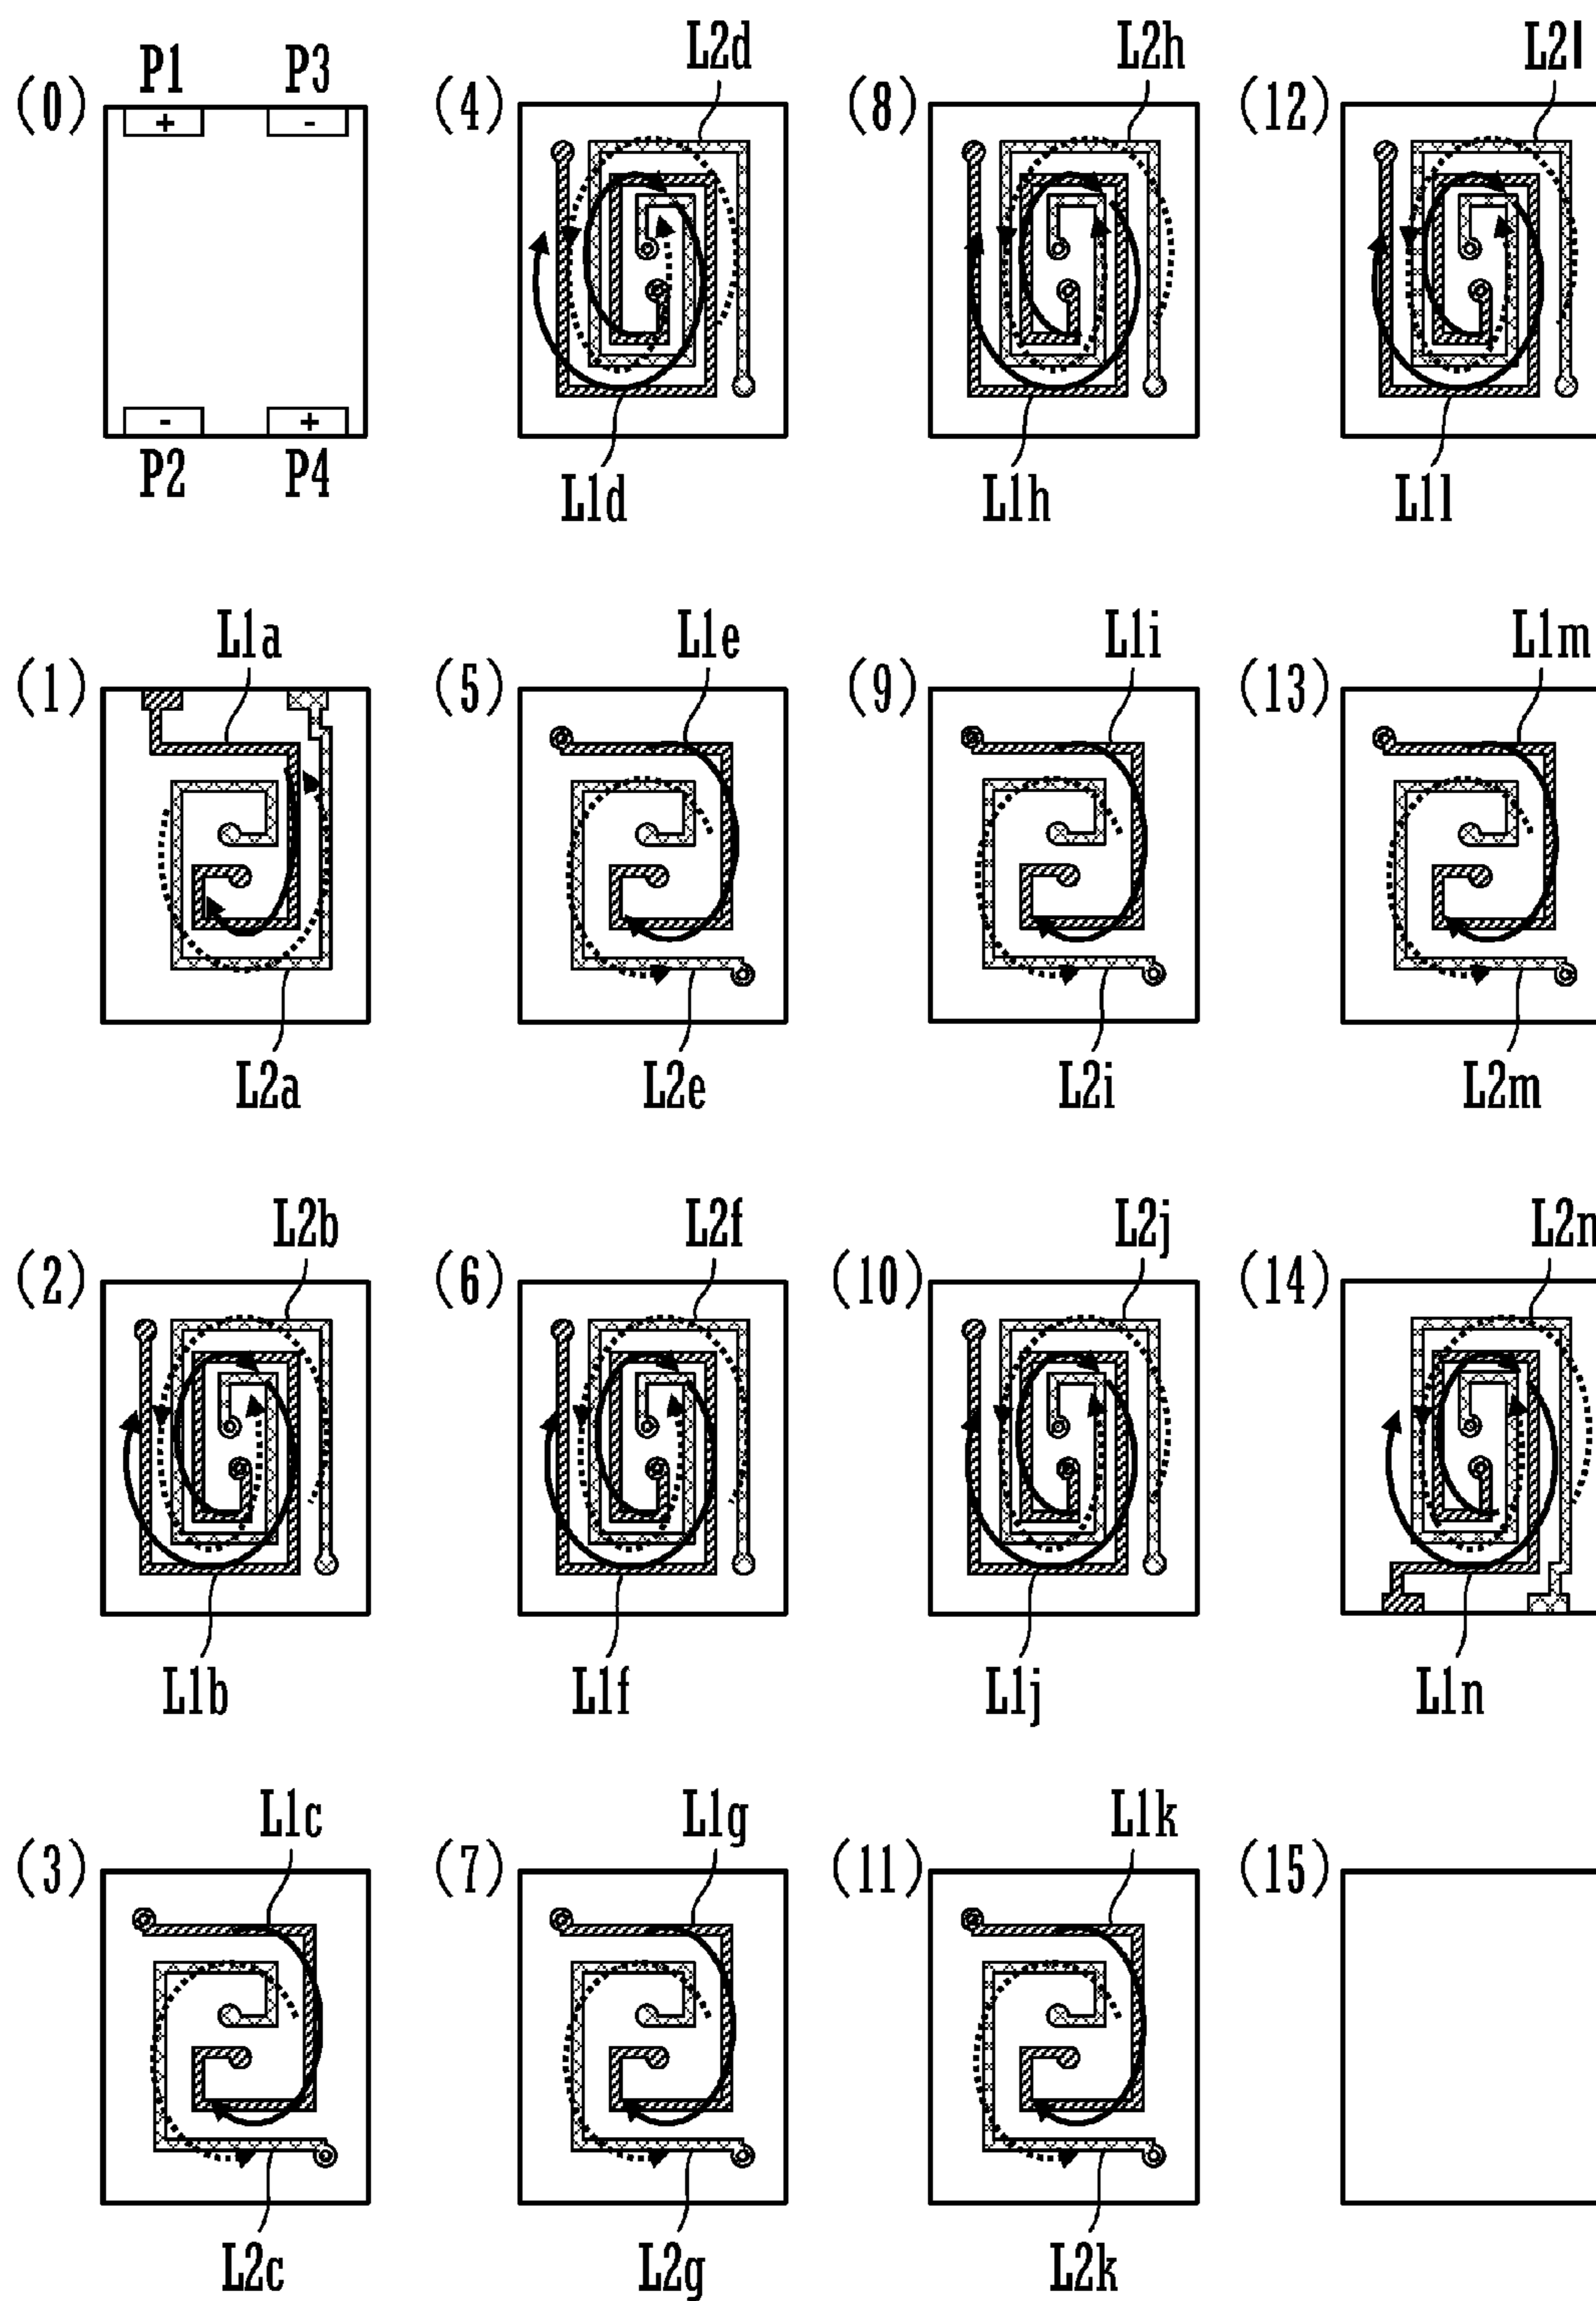 (0)
P1
P3
+
-
-
+
P2
P4
(4)
L2d
L1d
(8)
L2h
L1h
(12)
L2l
L1l
(1)
L1a
L2a
(5)
L1e
L2e
(9)
L1i
L2i
(13)
L1m
L2m
(2)
L2b
L1b
(6)
L2f
L1f
(10)
L2j
L1j
(14)
L2n
L1n
(3)
L1c
L2c
(7)
L1g
L2g
(11)
L1k
L2k
(15)